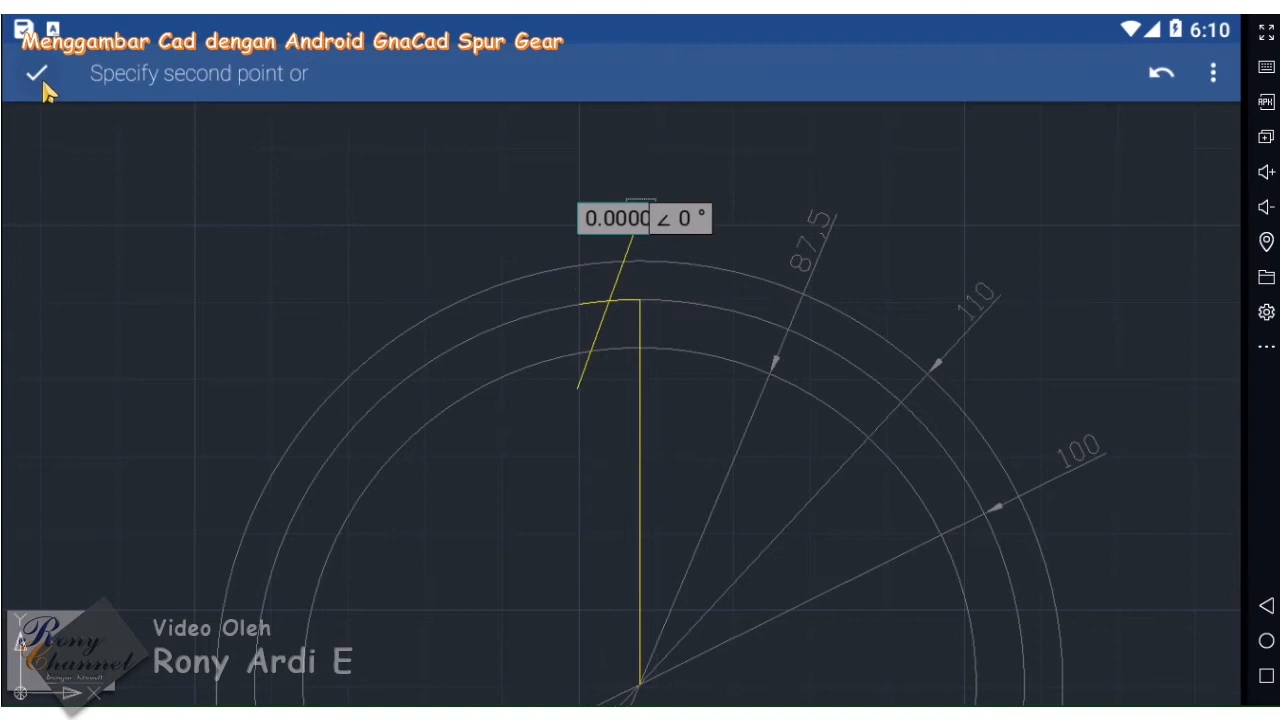 Menggambar Cad dengan Android GnaCad Spur Gear
6:10
Specify second point or
APK
0.0000 ∠ 0 °
87,5
110
100
Y
X
Rony
Channel
Video Oleh
Rony Ardi E